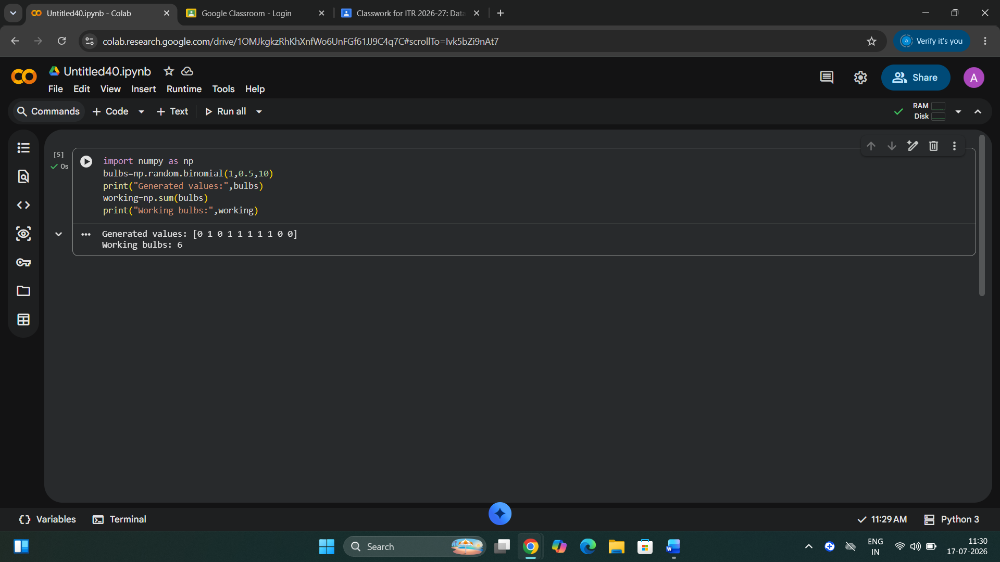 Untitled40.ipynb - Colab
Google Classroom - Login
Classwork for ITR 2026-27: Data
colab.research.google.com/drive/1OMJkgkzRhKhXnfWo6UnFGf61JJ9C4q7C#scrollTo=Ivk5bZi9nAt7
a
Verify it's you
Untitled40.ipynb
Share
A
File Edit View Insert Runtime Tools Help
Commands + Code + Text Run all
RAM
Disk
[5]
0s
import numpy as np
bulbs=np.random.binomial(1,0.5,10)
print("Generated values:",bulbs)
working=np.sum(bulbs)
print("Working bulbs:",working)
Generated values: [0 1 0 1 1 1 1 1 0 0]
Working bulbs: 6
{} Variables Terminal
11:29 AM Python 3
Search
W
ENG
IN
11:30
17-07-2026